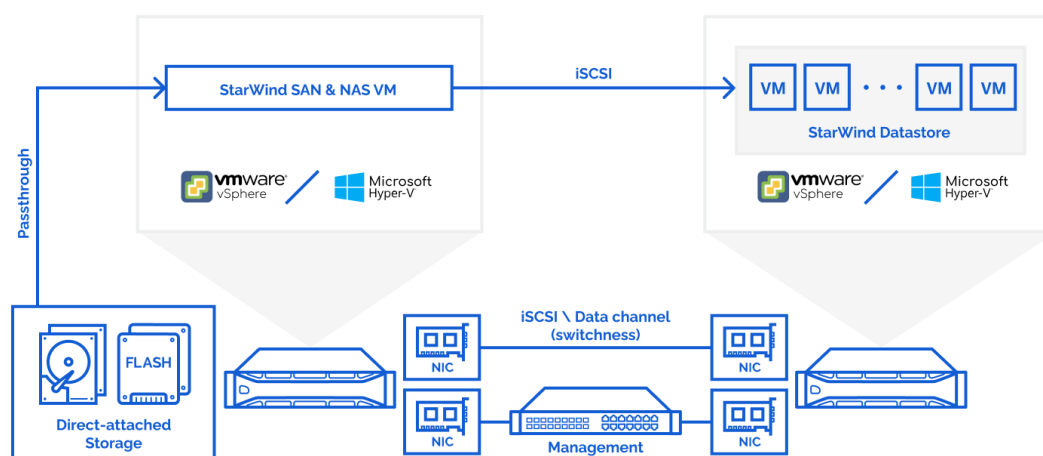 StarWind SAN & NAS VM
iSCSI
VM
VM
VM
VM
StarWind Datastore
vmware®
vSphere
Microsoft
Hyper-V
vmware®
vSphere
Microsoft
Hyper-V
Passthrough
iSCSI \ Data channel
(switchness)
NIC
NIC
FLASH
Direct-attached
Storage
NIC
Management
NIC